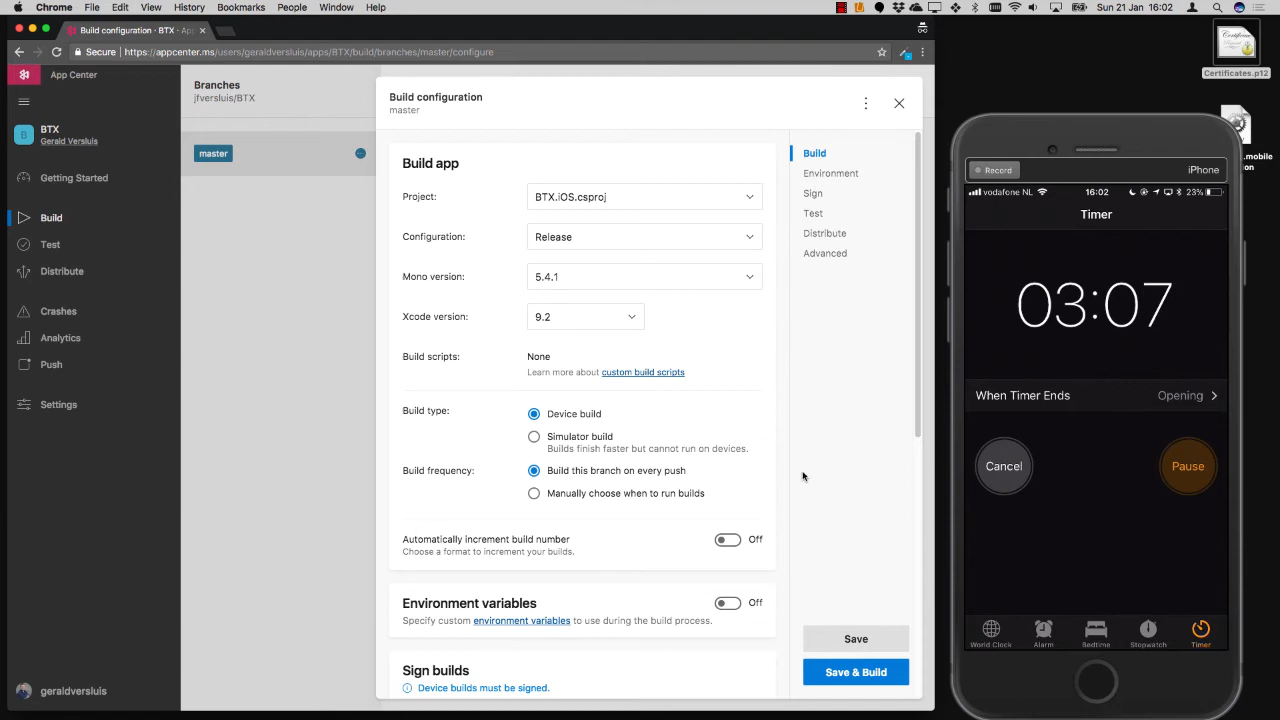 Chrome File Edit View History Bookmarks People Window Help
Sun 21 Jan 16:02
Build configuration · BTX · App
Secure https://appcenter.ms/users/geraldversluis/apps/BTX/build/branches/master/configure
App Center
B
BTX
Gerald Versluis
Getting Started
Build
Test
Distribute
Crashes
Analytics
Push
Settings
geraldversluis
Branches
jfversluis/BTX
master
Build configuration
master
Build app
Project: BTX.iOS.csproj
Configuration: Release
Mono version: 5.4.1
Xcode version: 9.2
Build scripts: None
Learn more about custom build scripts
Build type: Device build
Simulator build
Builds finish faster but cannot run on devices.
Build frequency: Build this branch on every push
Manually choose when to run builds
Automatically increment build number Off
Choose a format to increment your builds.
Environment variables Off
Specify custom environment variables to use during the build process.
Sign builds
Device builds must be signed.
Build
Environment
Sign
Test
Distribute
Advanced
Save
Save & Build
Certificates.p12
Record iPhone
vodafone NL 16:02 23%
Timer
03:07
When Timer Ends Opening
Cancel Pause
World Clock Alarm Bedtime Stopwatch Timer